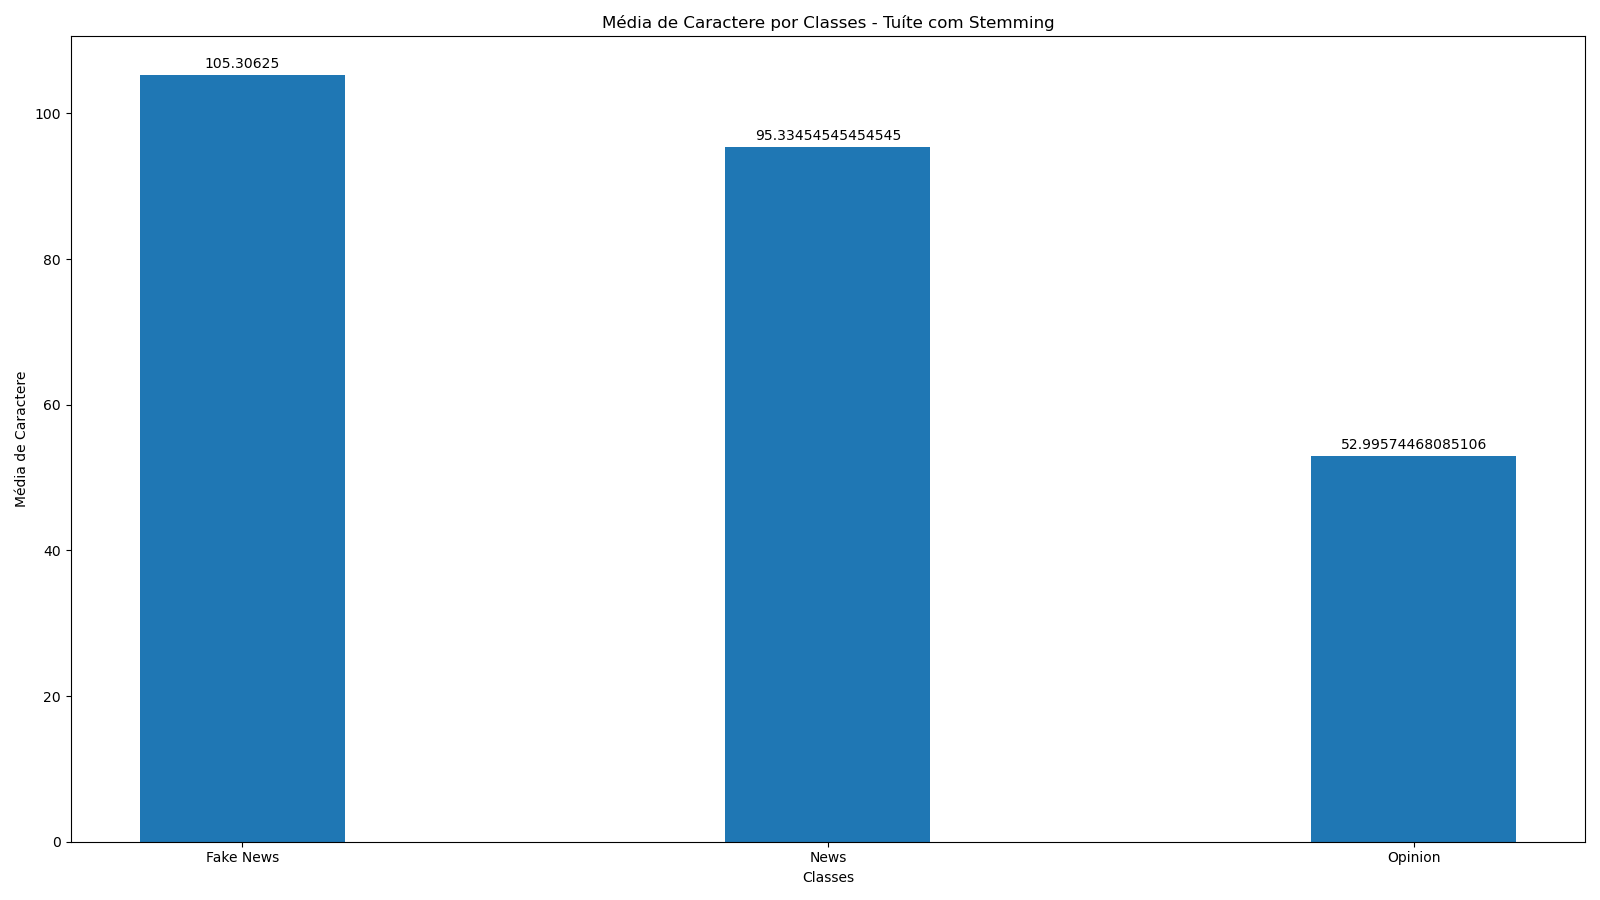 Média de Caractere por Classes - Tuíte com Stemming
105.30625
95.33454545454545
52.99574468085106
100
80
60
40
20
0
Média de Caractere
Fake News
News
Opinion
Classes